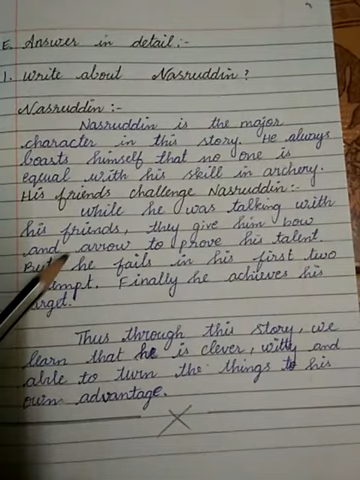 E. Answer in detail:-
1. Write about Nasruddin?
Nasruddin:-
Nasruddin is the major
character in this story. He always
boasts himself that no one is
equal with his skill in archery.
His friends challenge Nasruddin:-
While he was talking with
his friends, they give him bow
and arrow to prove his talent.
But he fails in his first two
Finally he achieves his
Thus through this story, we
learn that he is clever, witty and
able to turn the things to his
own advantage.